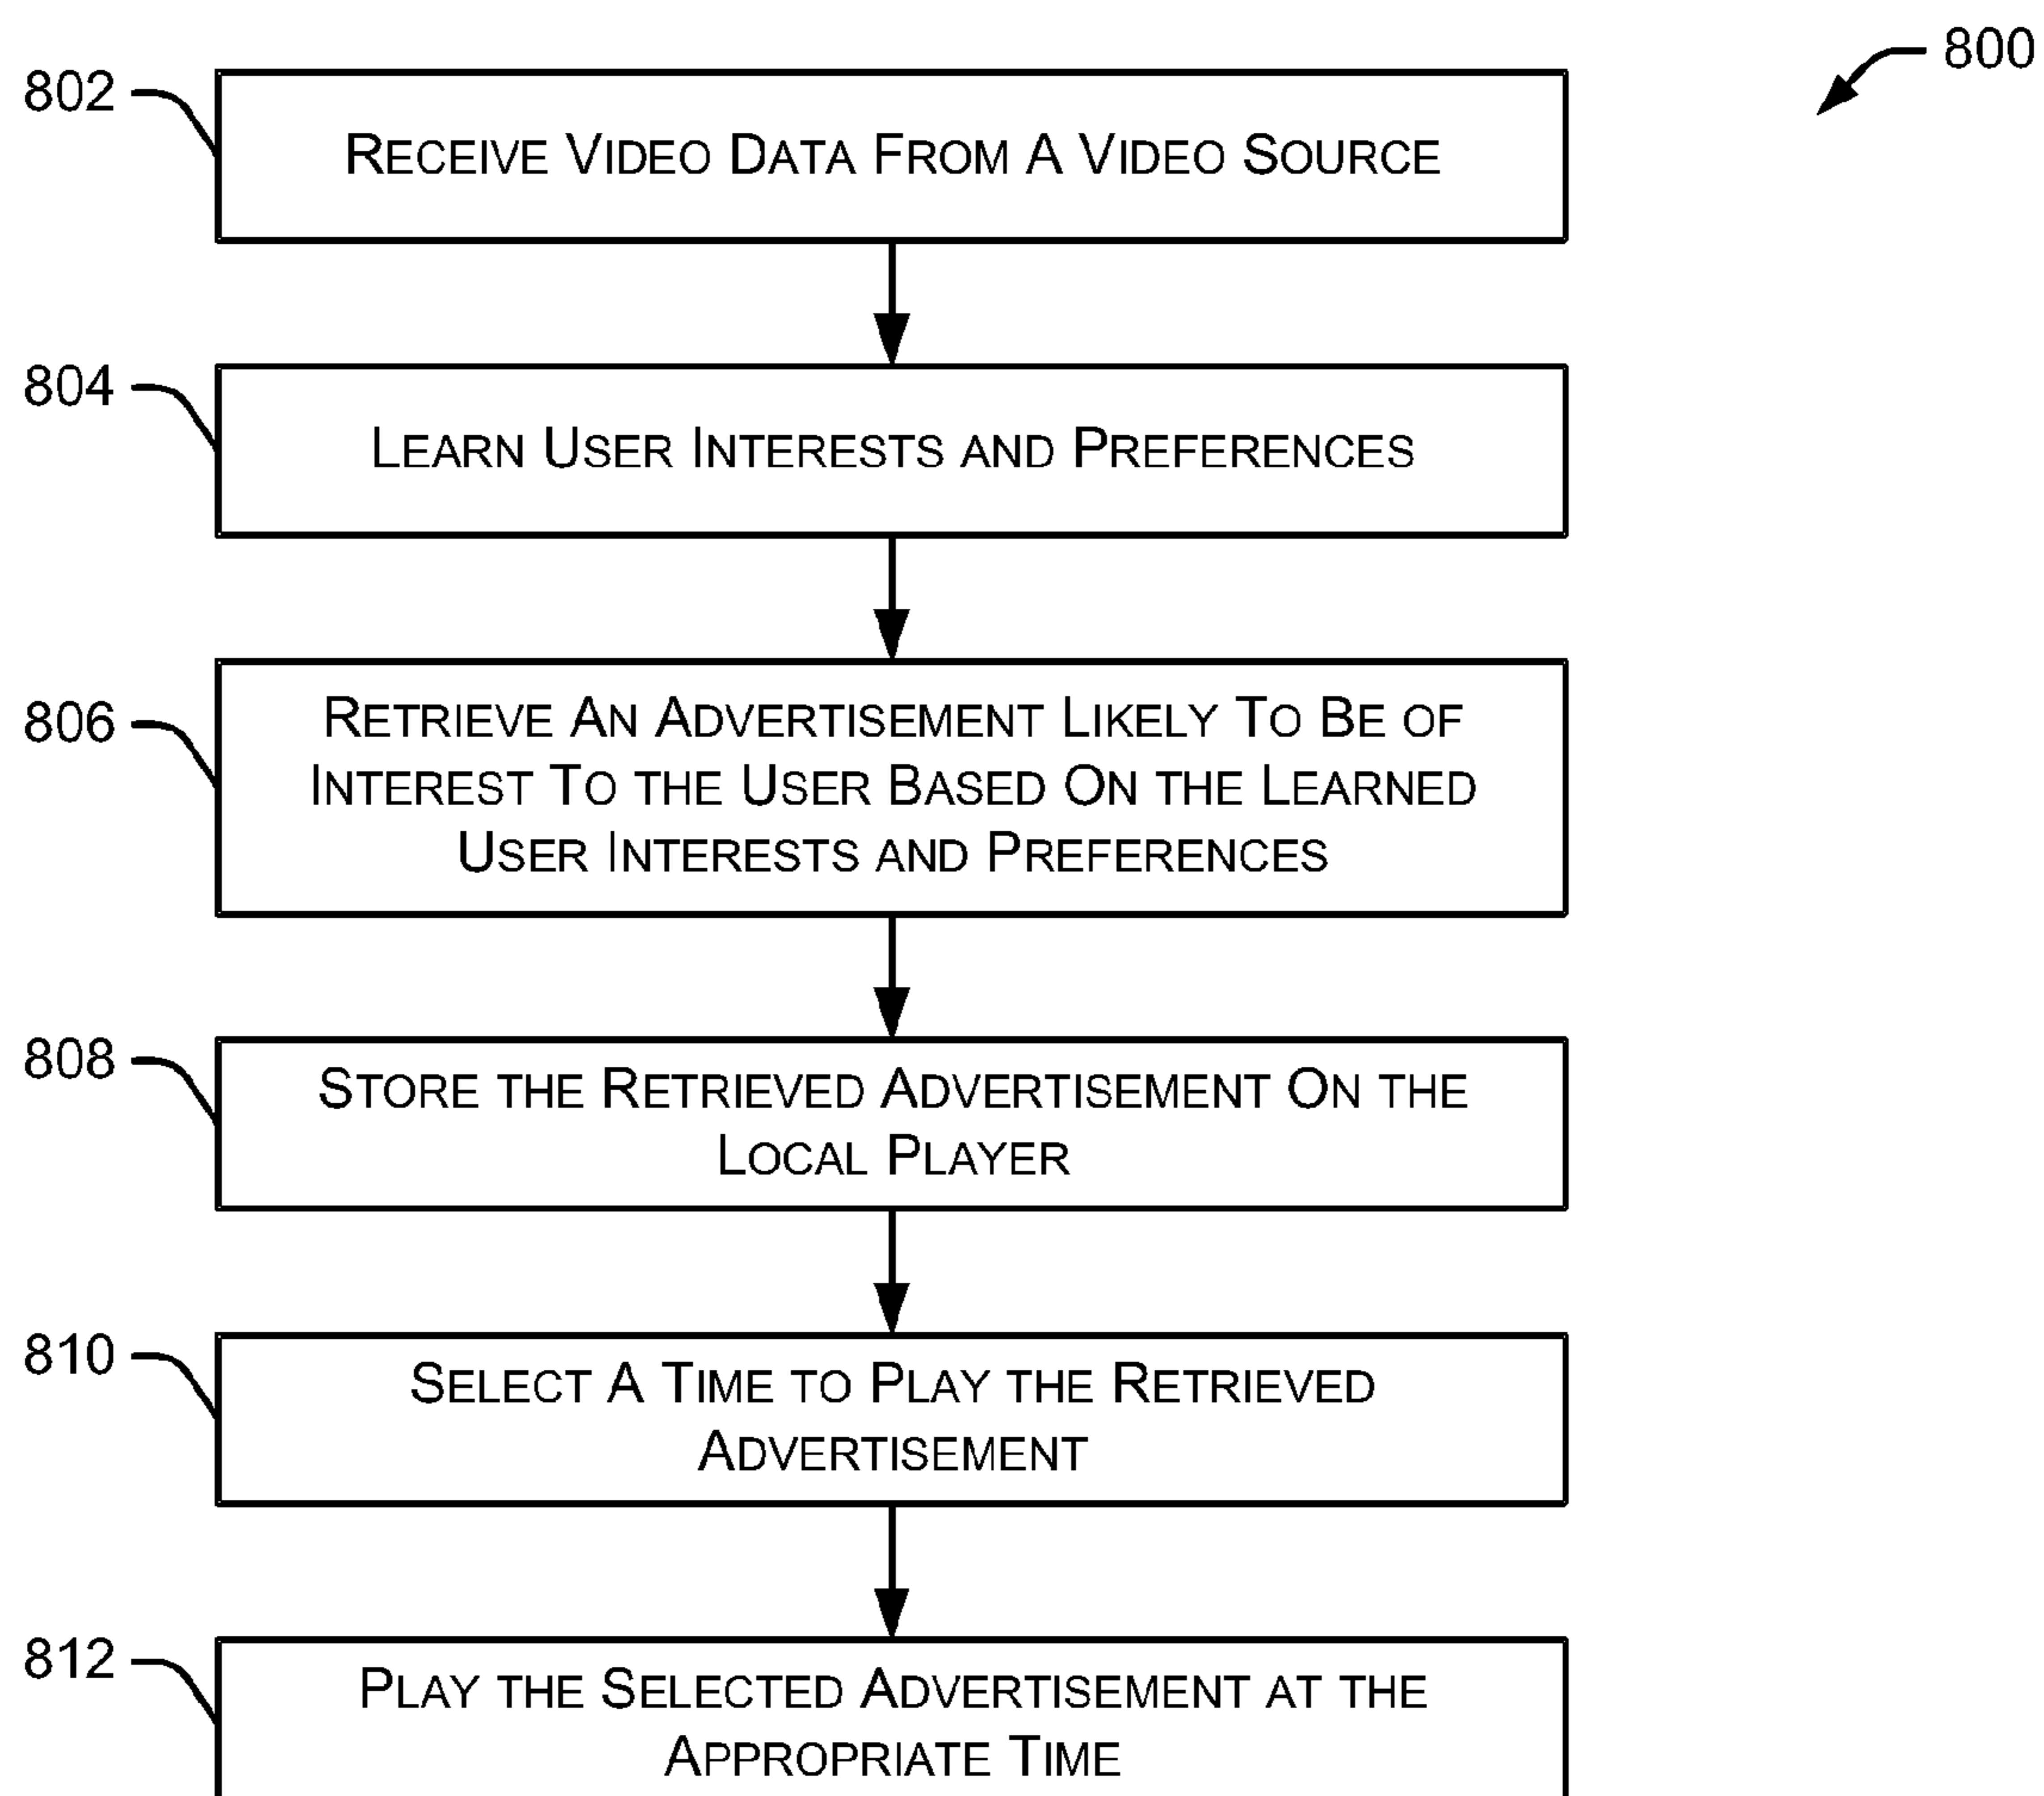 800
802
Receive Video Data From A Video Source
804
Learn User Interests and Preferences
806
Retrieve An Advertisement Likely To Be of
Interest To the User Based On the Learned
User Interests and Preferences
808
Store the Retrieved Advertisement On the
Local Player
810
Select A Time to Play the Retrieved
Advertisement
812
Play the Selected Advertisement at the
Appropriate Time